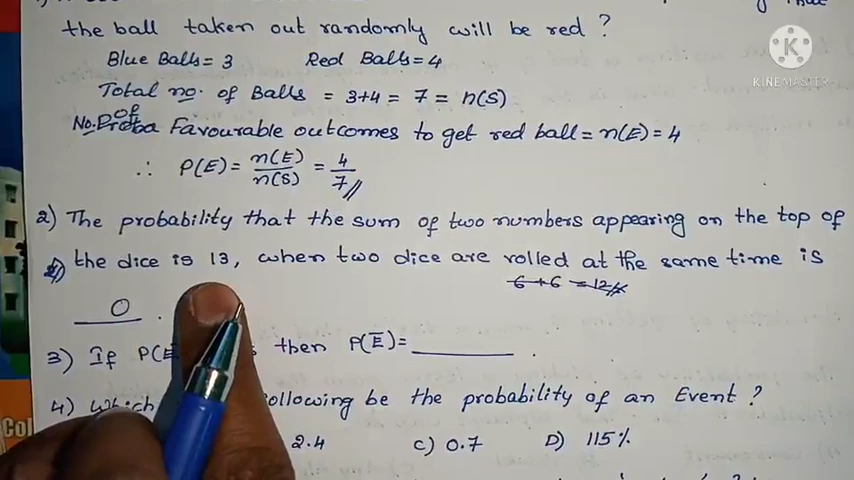 the ball taken out randomly will be red ?
Blue Balls = 3 Red Balls = 4
Total no. of Balls = 3+4 = 7 = n(S)
No. of Favourable outcomes to get red ball = n(E) = 4
∴ P(E) = n(E)/n(S) = 4/7
2) The probability that the sum of two numbers appearing on the top of
the dice is 13, when two dice are rolled at the same time is
6+6 = 12
0 .
3) If P(E then P(E̅) = ________ .
4) Which following be the probability of an Event ?
2.4 C) 0.7 D) 115%
KINEMASTER